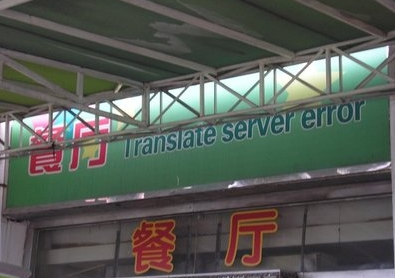 餐厅 Translate server error
餐厅